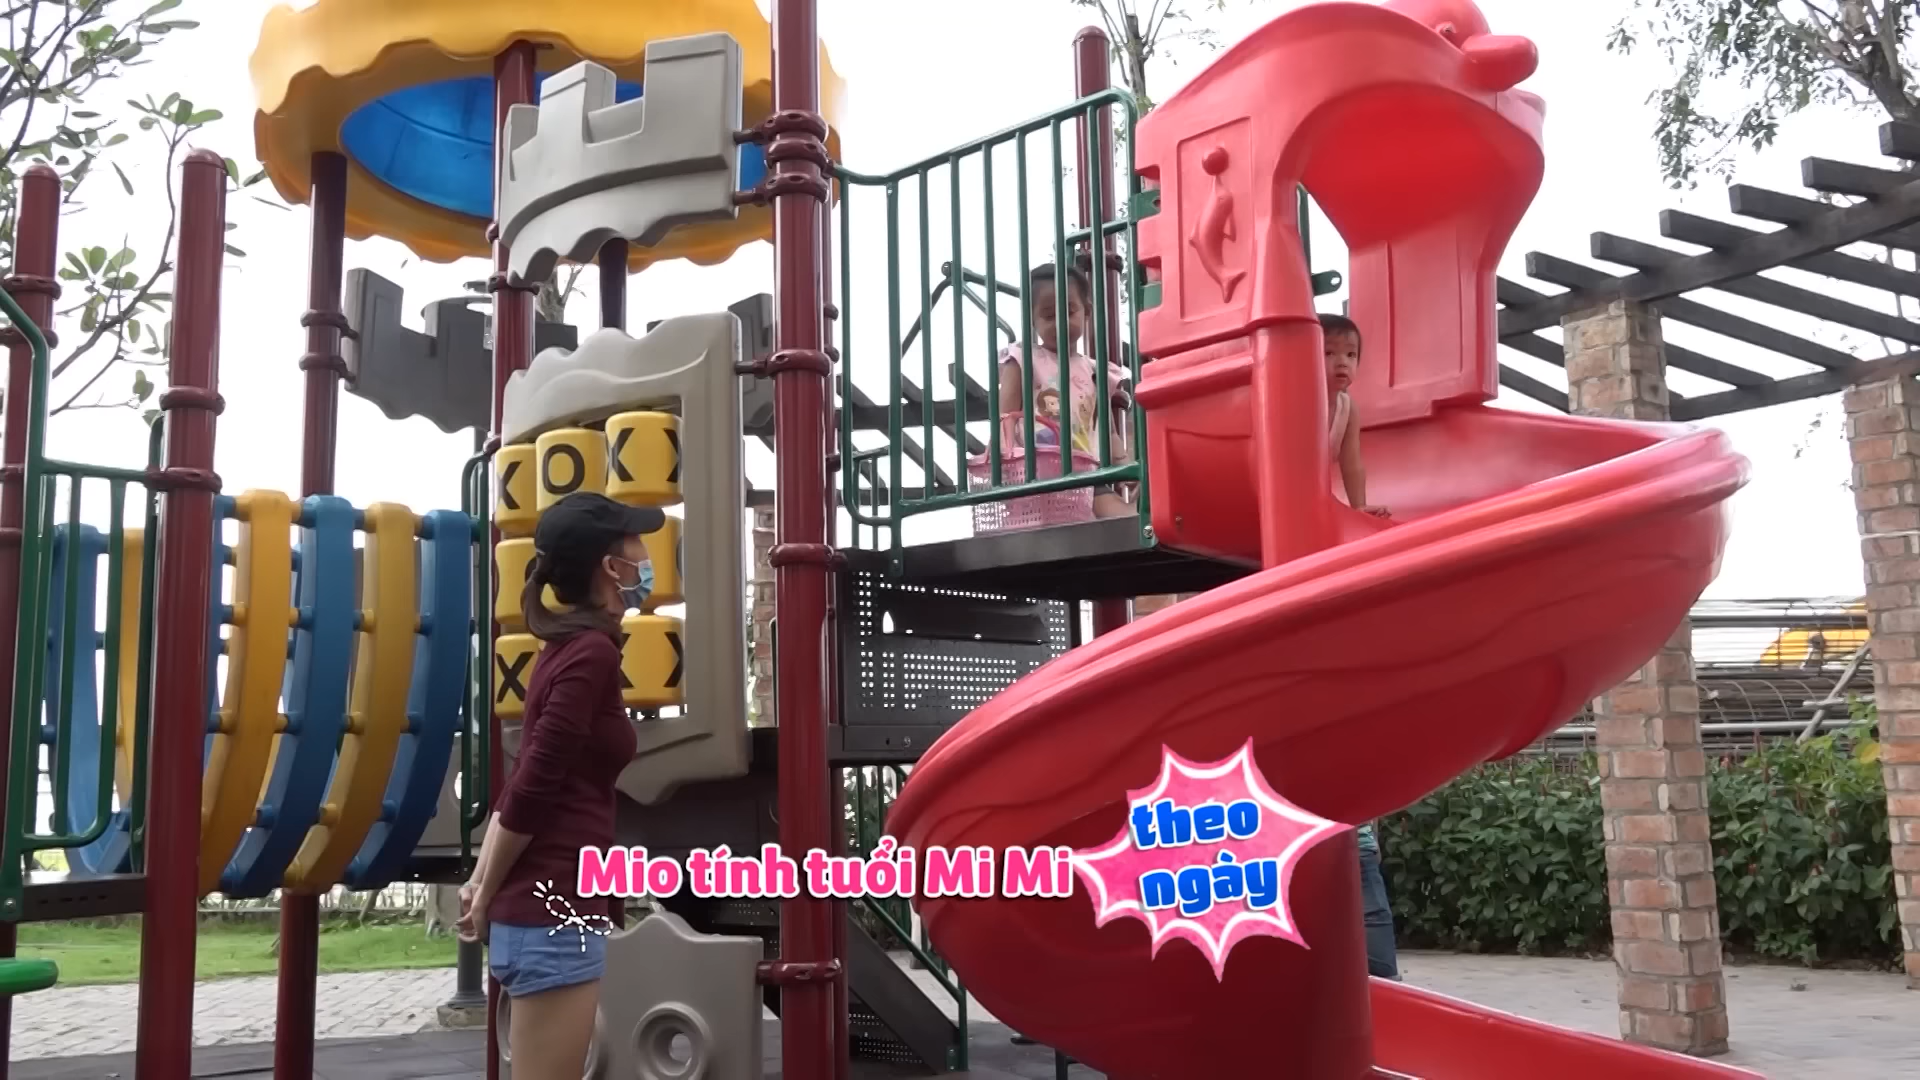 X O X X
X
X X X
Mio tính tuổi Mi Mi
theo
ngày